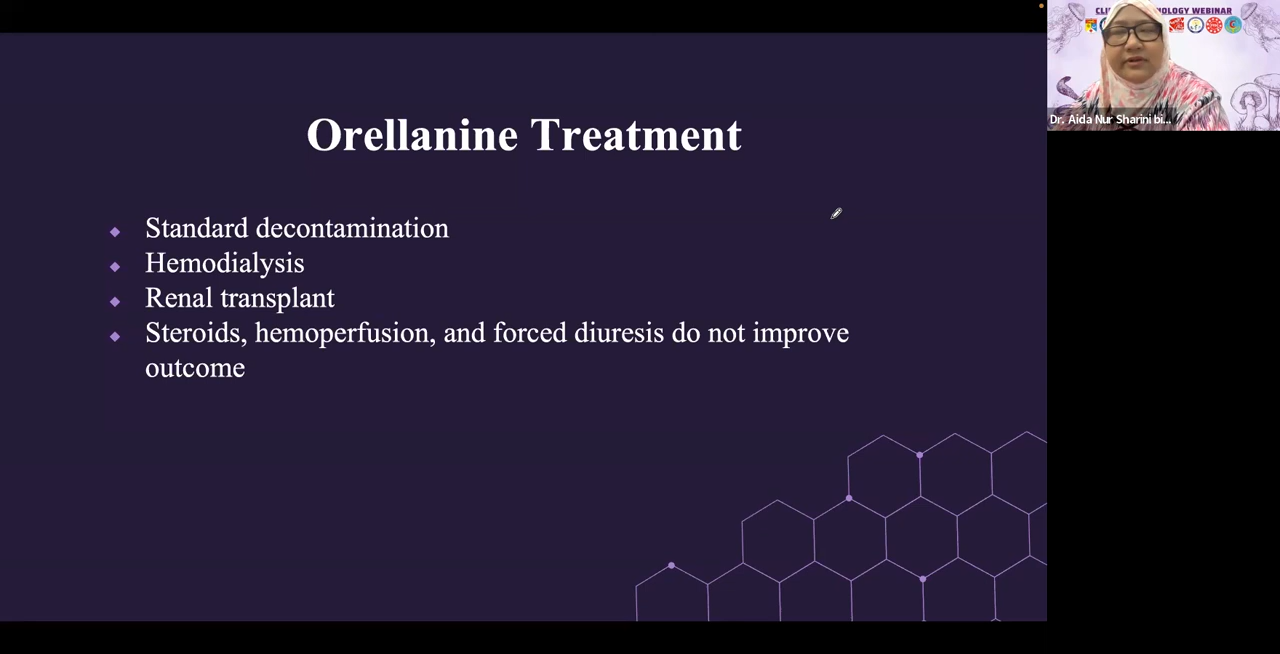 Orellanine Treatment
Standard decontamination
Hemodialysis
Renal transplant
Steroids, hemoperfusion, and forced diuresis do not improve
outcome
WEBINAR
Dr. Aida Nur Sharini bi...